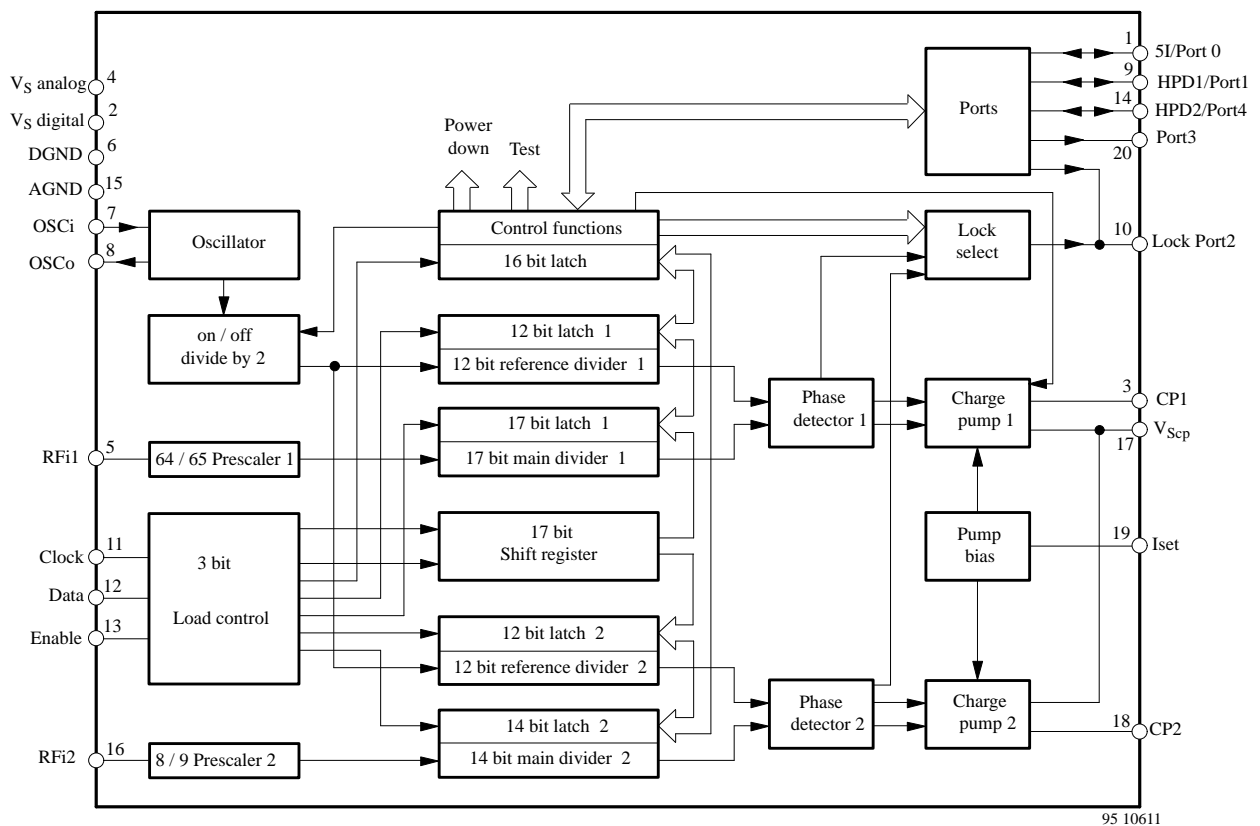 V_S analog
4
V_S digital
2
DGND
6
AGND
15
OSCi
7
OSCo
8
RFi1
5
Clock
11
Data
12
Enable
13
RFi2
16
Oscillator
on / off
divide by 2
64 / 65 Prescaler 1
3 bit
Load control
8 / 9 Prescaler 2
Power
down
Test
Control functions
16 bit latch
12 bit latch 1
12 bit reference divider 1
17 bit latch 1
17 bit main divider 1
17 bit
Shift register
12 bit latch 2
12 bit reference divider 2
14 bit latch 2
14 bit main divider 2
Phase
detector 1
Phase
detector 2
Ports
Lock
select
Charge
pump 1
Pump
bias
Charge
pump 2
1
5I/Port 0
9
HPD1/Port1
14
HPD2/Port4
Port3
20
10
Lock Port2
3
CP1
V_Scp
17
19
Iset
18
CP2
95 10611